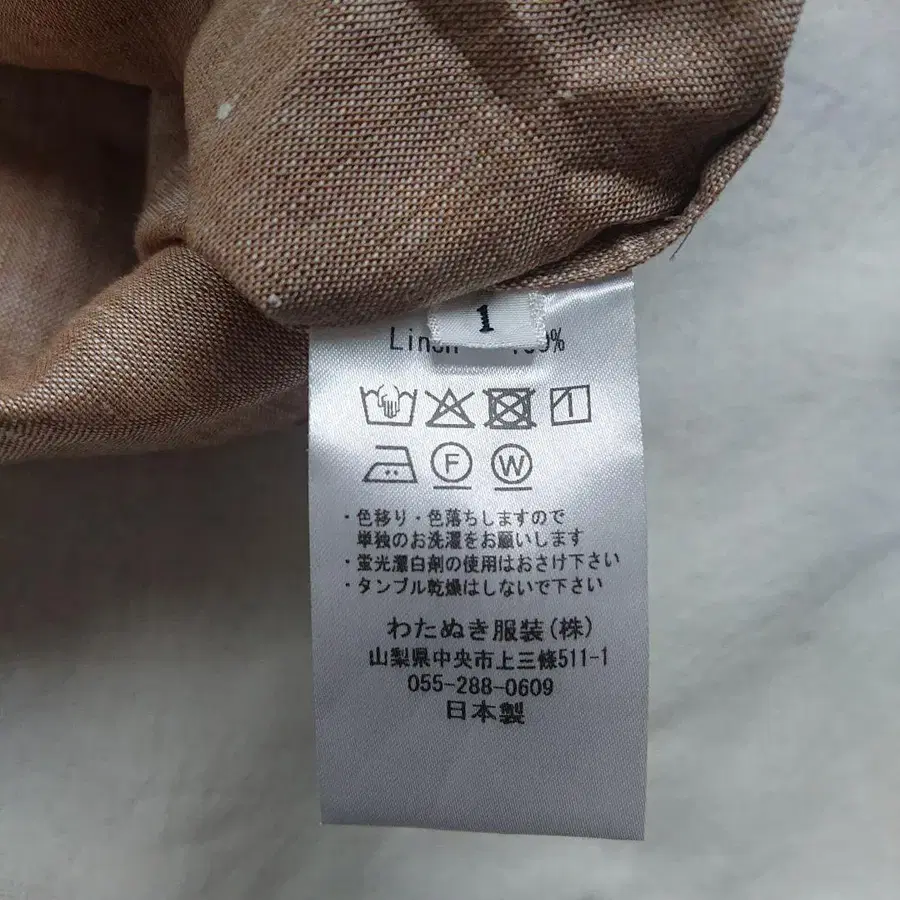 1
Linen 100%
F W
・色移り・色落ちしますので
単独のお洗濯をお願いします
・蛍光漂白剤の使用はおさけ下さい
・タンブル乾燥はしないで下さい
わたぬき服装(株)
山梨県中央市上三條511-1
055-288-0609
日本製